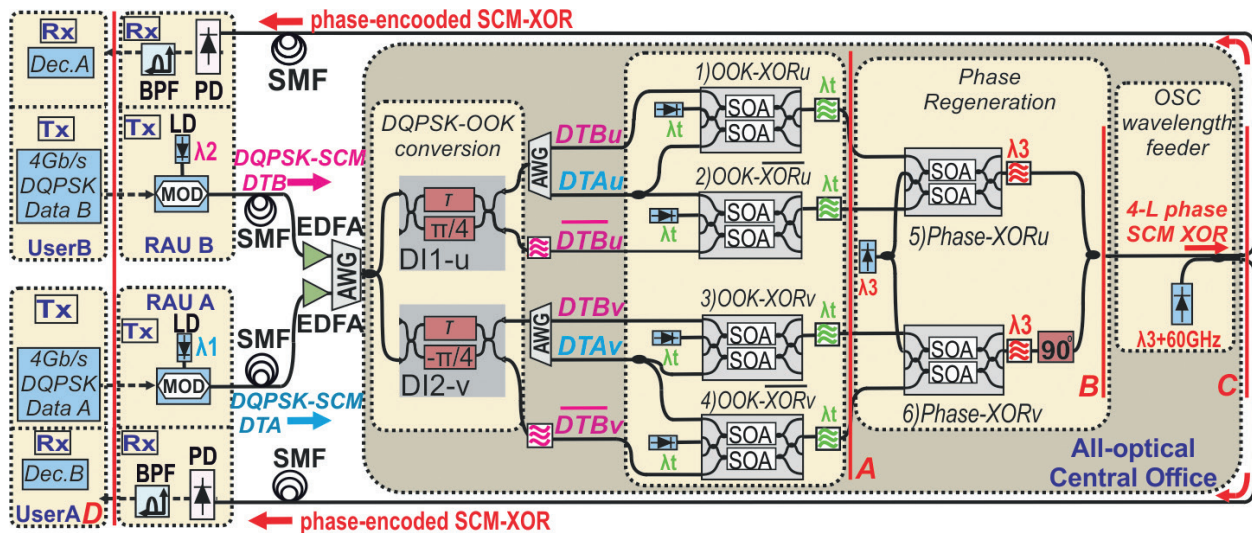 phase-encooded SCM-XOR
Rx
Dec.A
Rx
BPF
PD
SMF
Tx
4Gb/s
DQPSK
Data B
UserB
Tx
LD
λ2
MOD
RAU B
DQPSK-SCM
DTB
SMF
EDFA
AWG
EDFA
Tx
4Gb/s
DQPSK
Data A
Rx
Dec.B
UserA
D
RAU A
Tx
LD
λ1
MOD
SMF
DQPSK-SCM
DTA
Rx
BPF
PD
SMF
phase-encoded SCM-XOR
DQPSK-OOK
conversion
τ
π/4
DI1-u
τ
-π/4
DI2-v
AWG
DTBu
DTAu
D̅T̅B̅u̅
AWG
DTBv
DTAv
D̅T̅B̅v̅
1)OOK-XORu
λt
SOA
SOA
λt
2)OOK-X̅O̅R̅u̅
λt
SOA
SOA
λt
3)OOK-XORv
λt
SOA
SOA
λt
4)OOK-X̅O̅R̅v̅
λt
SOA
SOA
λt
A
Phase
Regeneration
λ3
SOA
SOA
5)Phase-XORu
λ3
λ3
SOA
SOA
90°
6)Phase-XORv
B
OSC
wavelength
feeder
4-L phase
SCM XOR
λ3+60GHz
C
All-optical
Central Office